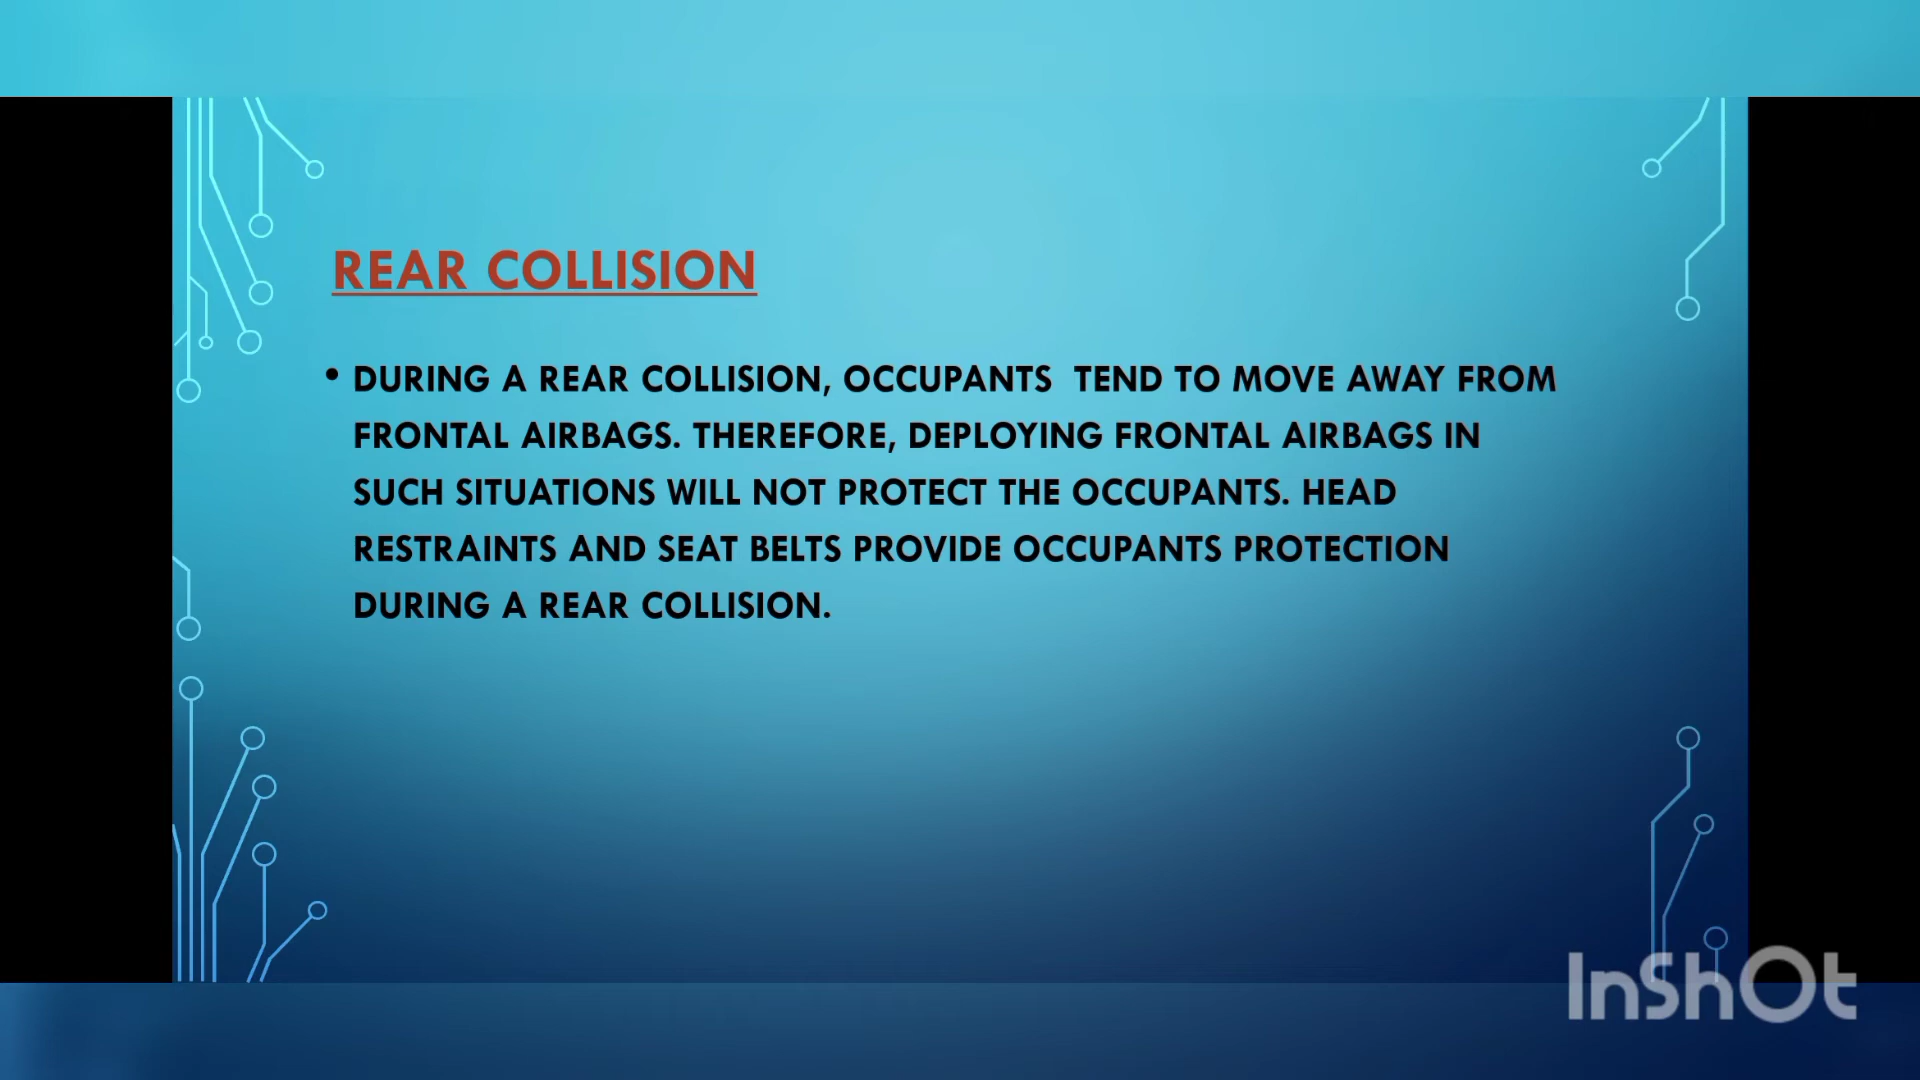 REAR COLLISION
• DURING A REAR COLLISION, OCCUPANTS  TEND TO MOVE AWAY FROM
FRONTAL AIRBAGS. THEREFORE, DEPLOYING FRONTAL AIRBAGS IN
SUCH SITUATIONS WILL NOT PROTECT THE OCCUPANTS. HEAD
RESTRAINTS AND SEAT BELTS PROVIDE OCCUPANTS PROTECTION
DURING A REAR COLLISION.
InShOt